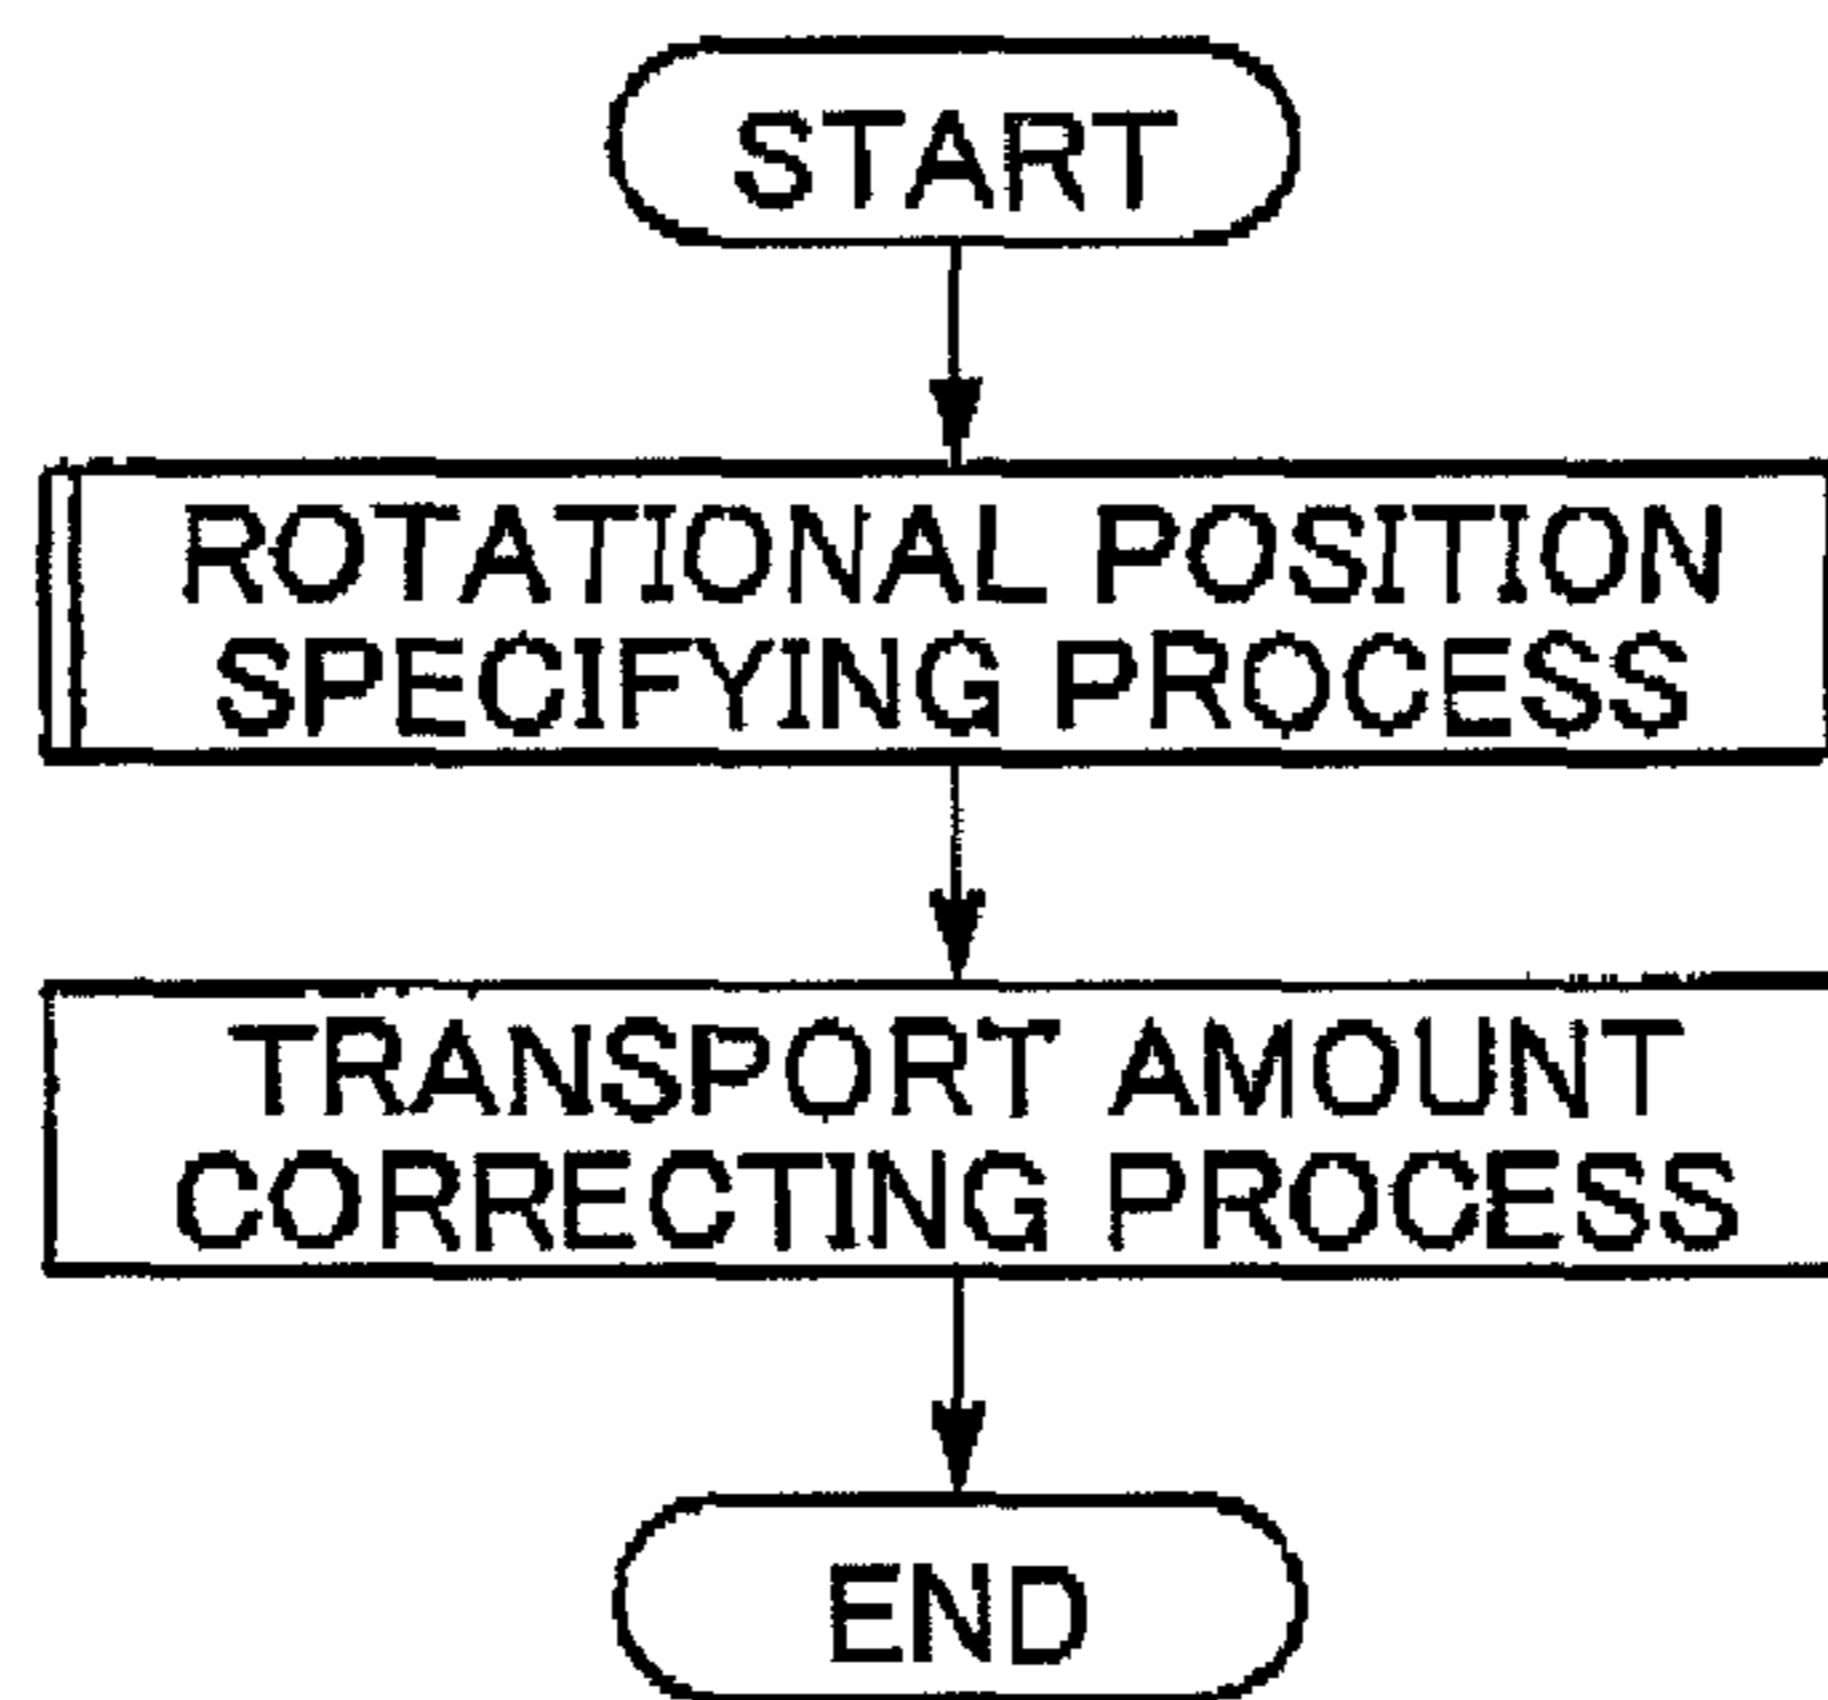 START
ROTATIONAL POSITION
SPECIFYING PROCESS
TRANSPORT AMOUNT
CORRECTING PROCESS
END